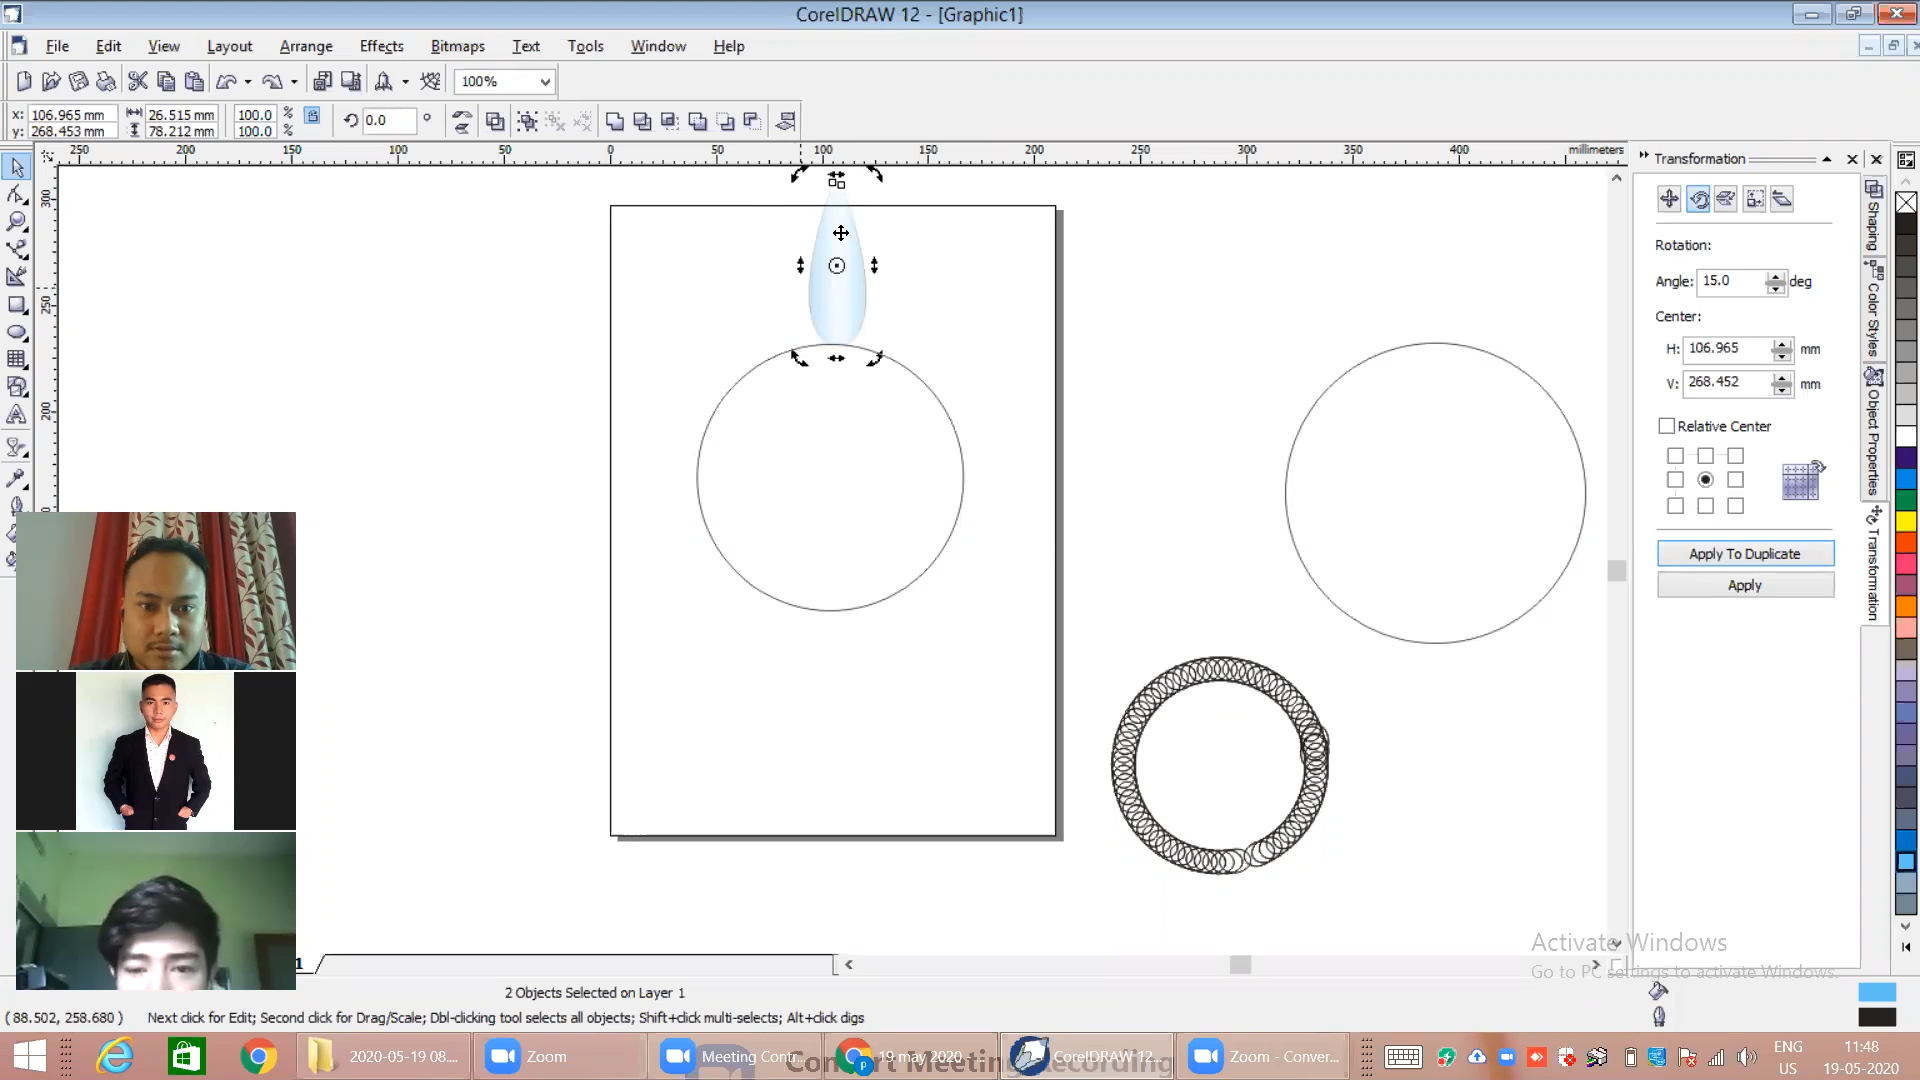 CorelDRAW 12 - [Graphic1]
File Edit View Layout Arrange Effects Bitmaps Text Tools Window Help
100%
x: 106.965 mm 26.515 mm 100.0 %
y: 268.453 mm 78.212 mm 100.0 %
0.0 °
250 200 150 100 50 0 50 100 150 200 250 300 350 400 millimeters
300
250
200
Transformation
Rotation:
Angle: 15.0 deg
Center:
H: 106.965 mm
V: 268.452 mm
Relative Center
Apply To Duplicate
Apply
Shaping
Color Styles
Object Properties
Transformation
Activate Windows
Go to PC settings to activate Windows.
1
2 Objects Selected on Layer 1
( 88.502, 258.680 ) Next click for Edit; Second click for Drag/Scale; Dbl-clicking tool selects all objects; Shift+click multi-selects; Alt+click digs
2020-05-19 08.... Zoom Meeting Contr... 19 may 2020 -... CorelDRAW 12... Zoom - Conver...
Convert Meeting Recording
ENG
US
11:48
19-05-2020